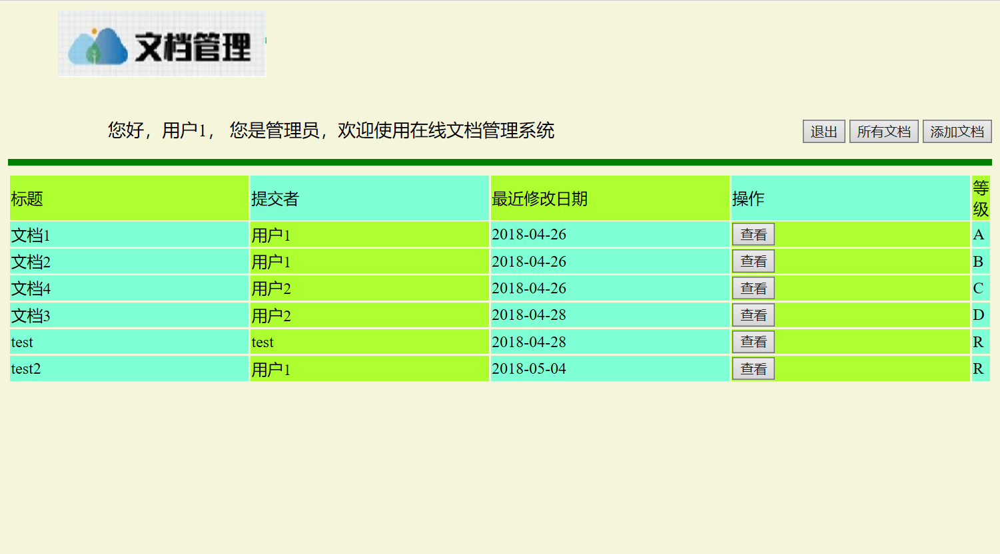 文档管理
您好，用户1， 您是管理员，欢迎使用在线文档管理系统 退出 所有文档 添加文档
标题 提交者 最近修改日期 操作 等级
文档1 用户1 2018-04-26 查看 A
文档2 用户1 2018-04-26 查看 B
文档4 用户2 2018-04-26 查看 C
文档3 用户2 2018-04-28 查看 D
test test 2018-04-28 查看 R
test2 用户1 2018-05-04 查看 R